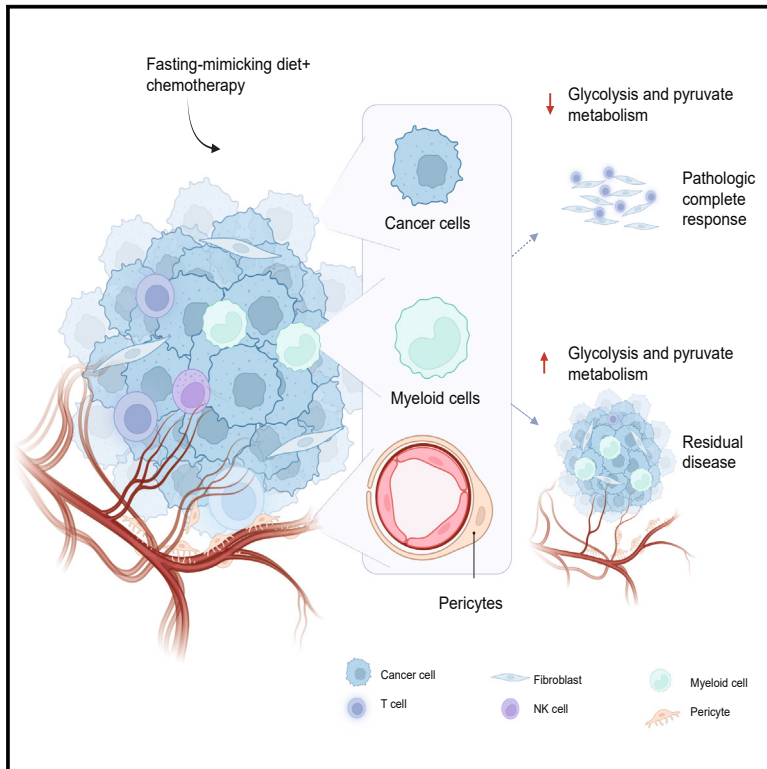 Fasting-mimicking diet+
chemotherapy
Cancer cells
Myeloid cells
Pericytes
Glycolysis and pyruvate
metabolism
Pathologic
complete
response
Glycolysis and pyruvate
metabolism
Residual
disease
Cancer cell
Fibroblast
Myeloid cell
T cell
NK cell
Pericyte